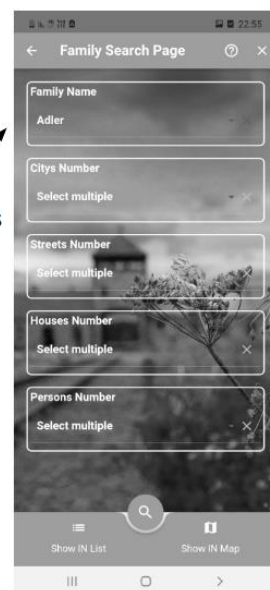 22:55
Family Search Page
Family Name
Adler
Citys Number
Select multiple
Streets Number
Select multiple
Houses Number
Select multiple
Persons Number
Select multiple
Show IN List
Show IN Map